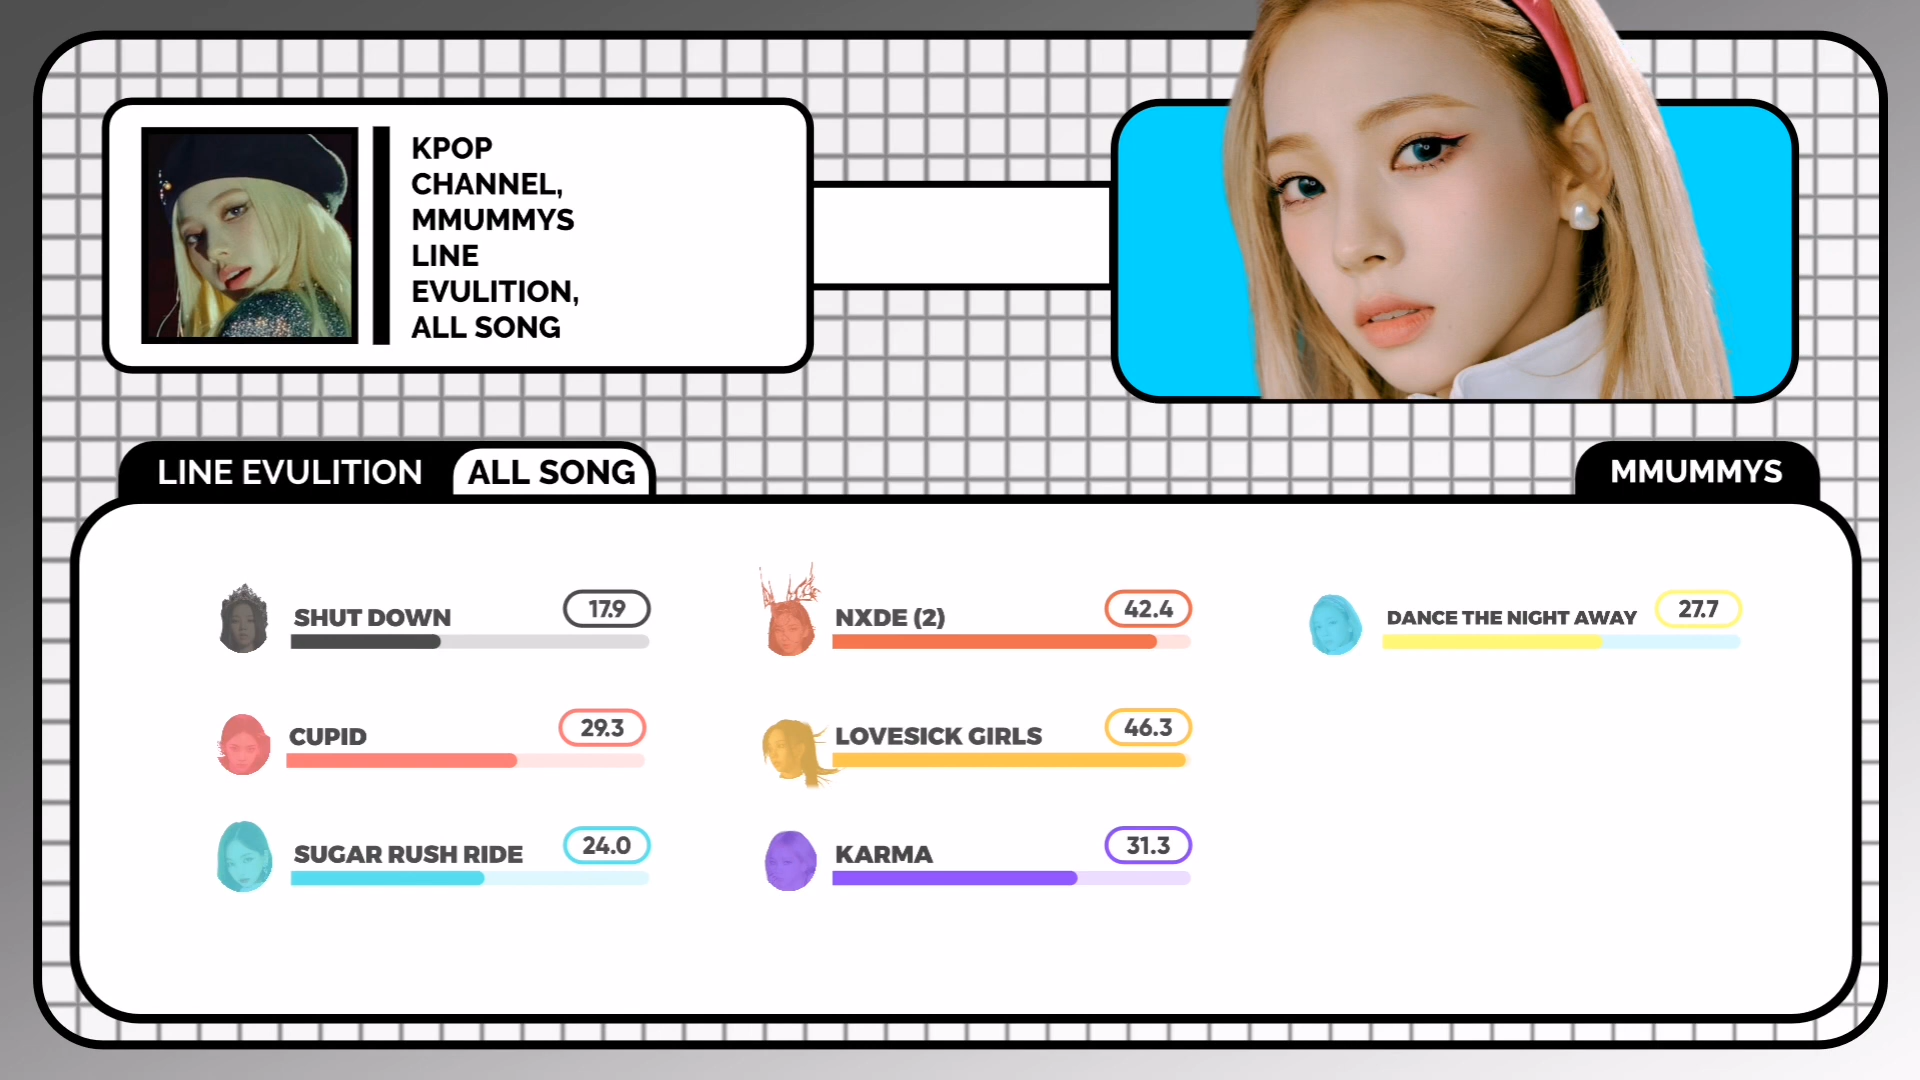 KPOP
CHANNEL,
MMUMMYS
LINE
EVULITION,
ALL SONG
LINE EVULITION
ALL SONG
MMUMMYS
SHUT DOWN 17.9
NXDE (2) 42.4
DANCE THE NIGHT AWAY 27.7
CUPID 29.3
LOVESICK GIRLS 46.3
SUGAR RUSH RIDE 24.0
KARMA 31.3